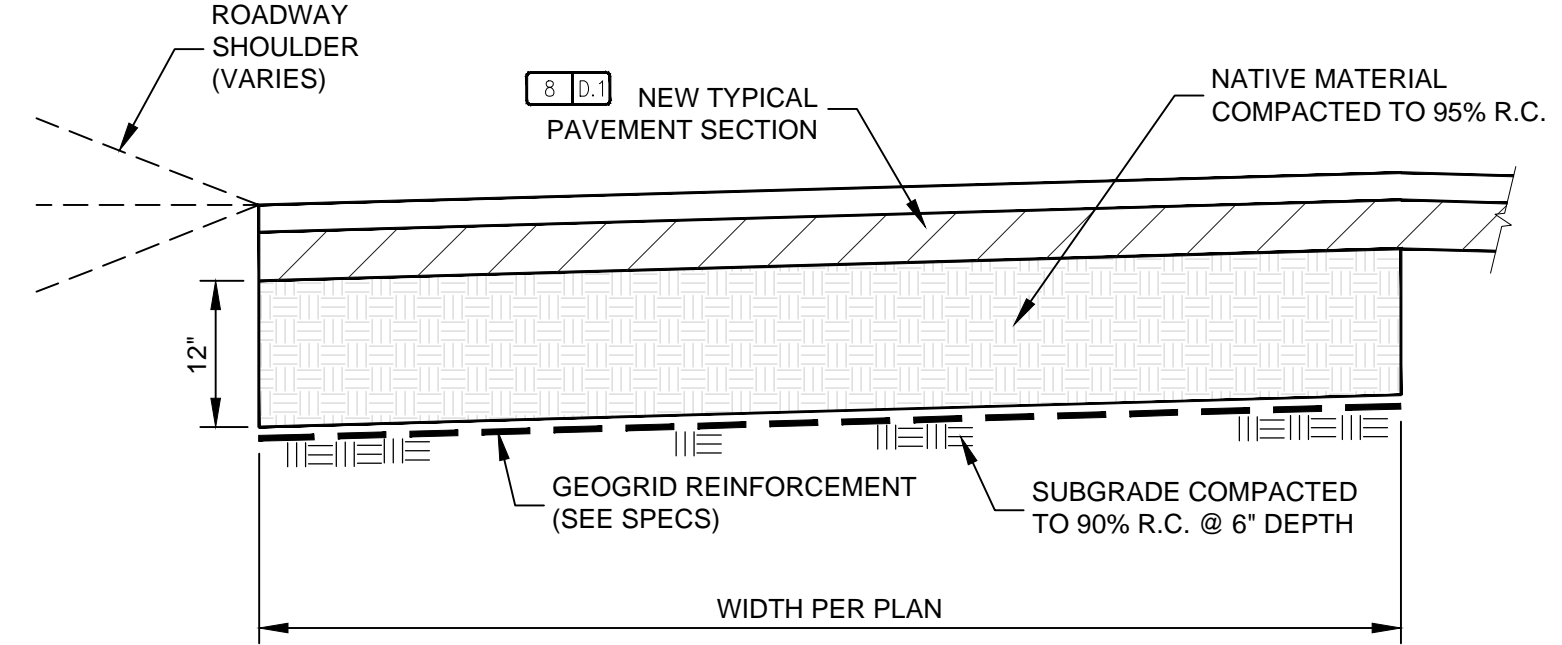 ROADWAY
SHOULDER
(VARIES)
8 D.1
NEW TYPICAL
PAVEMENT SECTION
NATIVE MATERIAL
COMPACTED TO 95% R.C.
12"
GEOGRID REINFORCEMENT
(SEE SPECS)
SUBGRADE COMPACTED
TO 90% R.C. @ 6" DEPTH
WIDTH PER PLAN